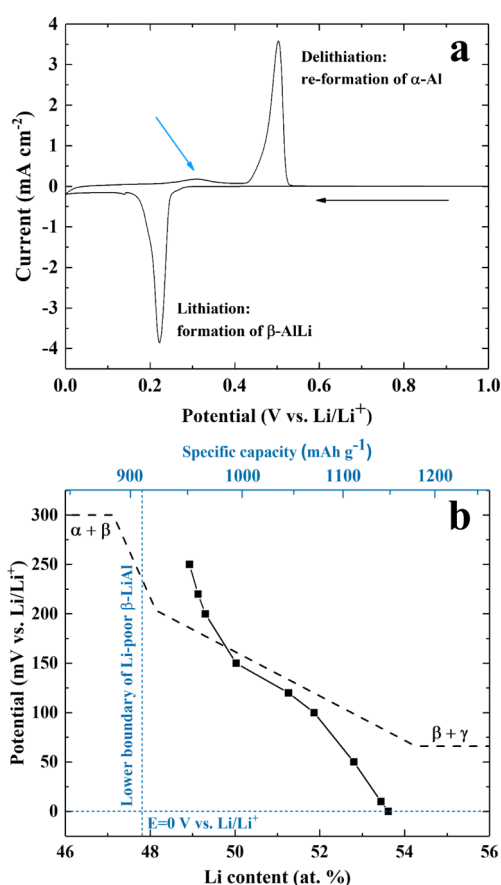 a
4
3
2
1
0
-1
-2
-3
-4
Current (mA cm-2)
Delithiation:
re-formation of α-Al
Lithiation:
formation of β-AlLi
0.0 0.2 0.4 0.6 0.8 1.0
Potential (V vs. Li/Li+)
Specific capacity (mAh g-1)
900 1000 1100 1200
b
300
250
200
150
100
50
0
Potential (mV vs. Li/Li+)
α + β
Lower boundary of Li-poor β-LiAl
β + γ
E=0 V vs. Li/Li+
46 48 50 52 54 56
Li content (at. %)